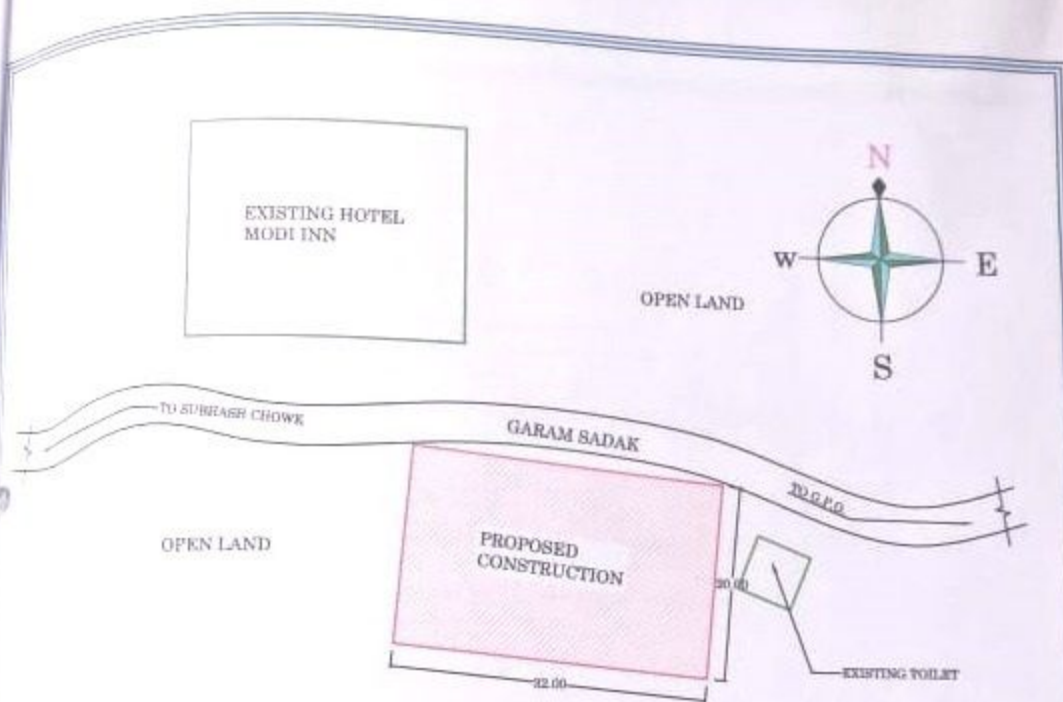 EXISTING HOTEL
MODI INN
N
W
E
S
OPEN LAND
TO SUBHASH CHOWK
GARAM SADAK
TO G.P.O
OPEN LAND
PROPOSED
CONSTRUCTION
20.00
32.00
EXISTING TOILET